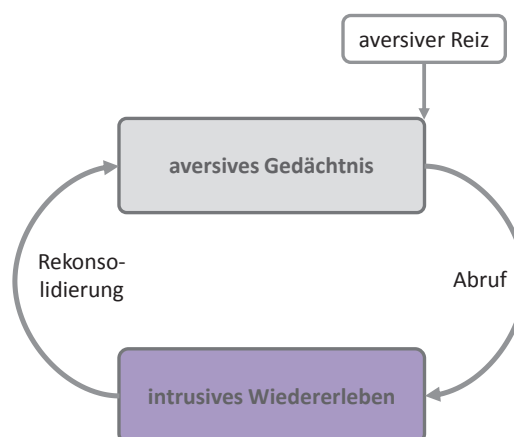 aversiver Reiz
aversives Gedächtnis
Rekonso-
lidierung
Abruf
intrusives Wiedererleben